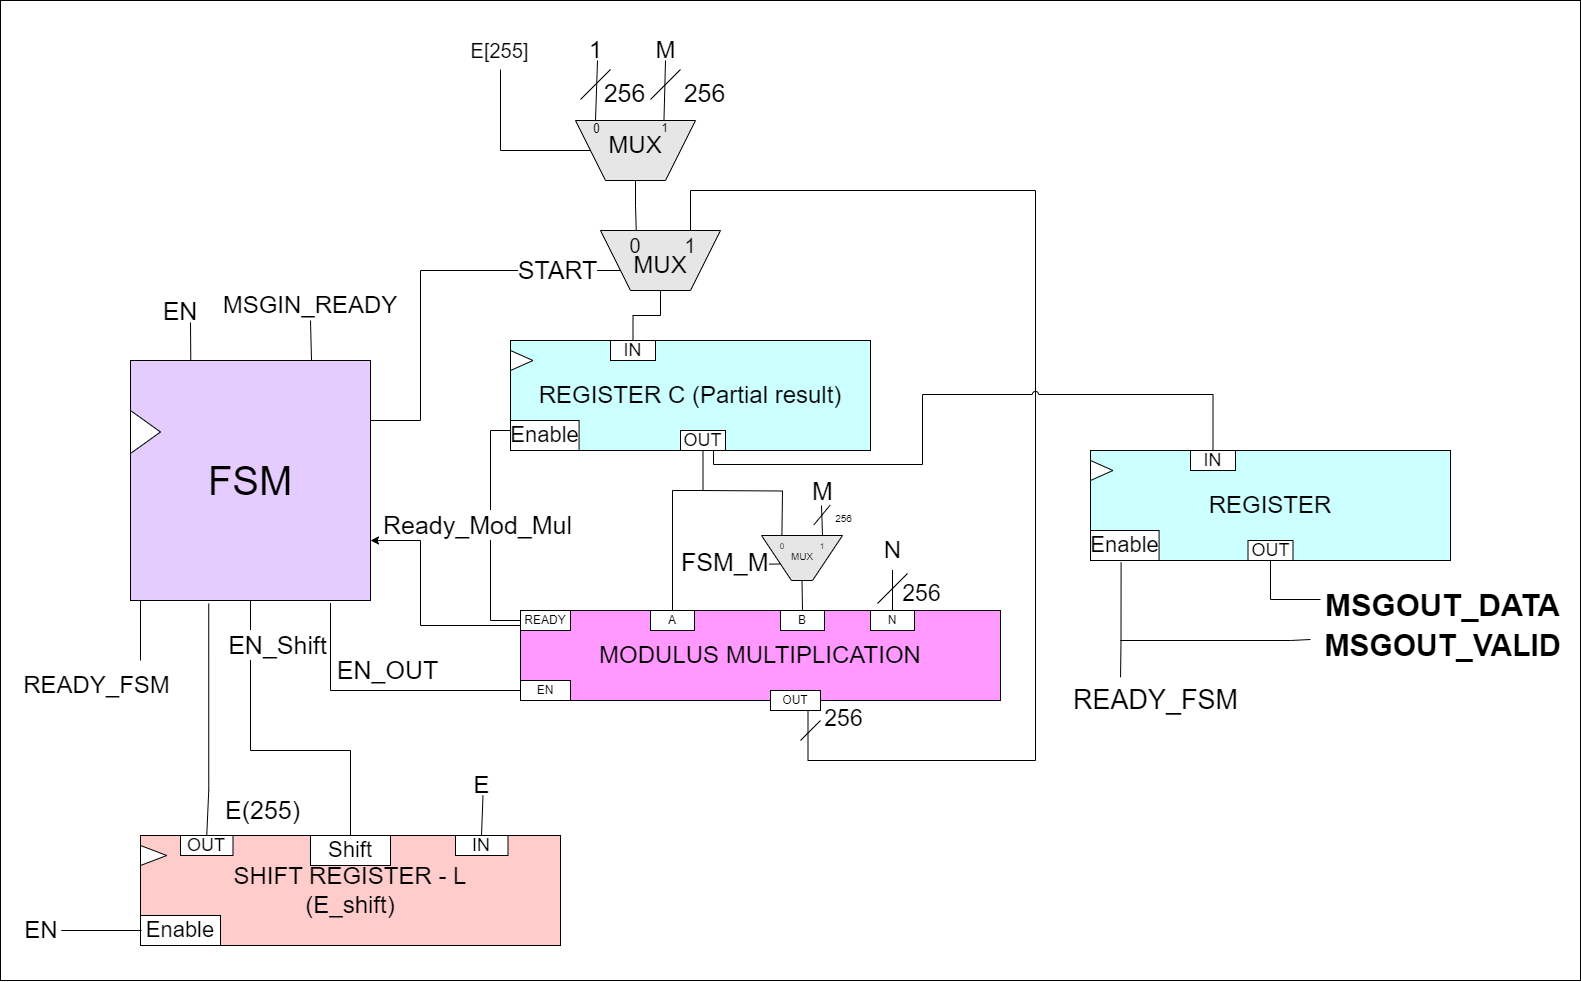 E[255]
1
M
256
256
0
1
MUX
0
1
MUX
START
EN
MSGIN_READY
IN
REGISTER C (Partial result)
Enable
OUT
FSM
Ready_Mod_Mul
M
256
0
1
MUX
FSM_M
N
256
IN
REGISTER
Enable
OUT
MSGOUT_DATA
MSGOUT_VALID
READY_FSM
READY
A
B
N
MODULUS MULTIPLICATION
EN
OUT
256
READY_FSM
EN_Shift
EN_OUT
E(255)
E
OUT
Shift
IN
SHIFT REGISTER - L
(E_shift)
EN
Enable